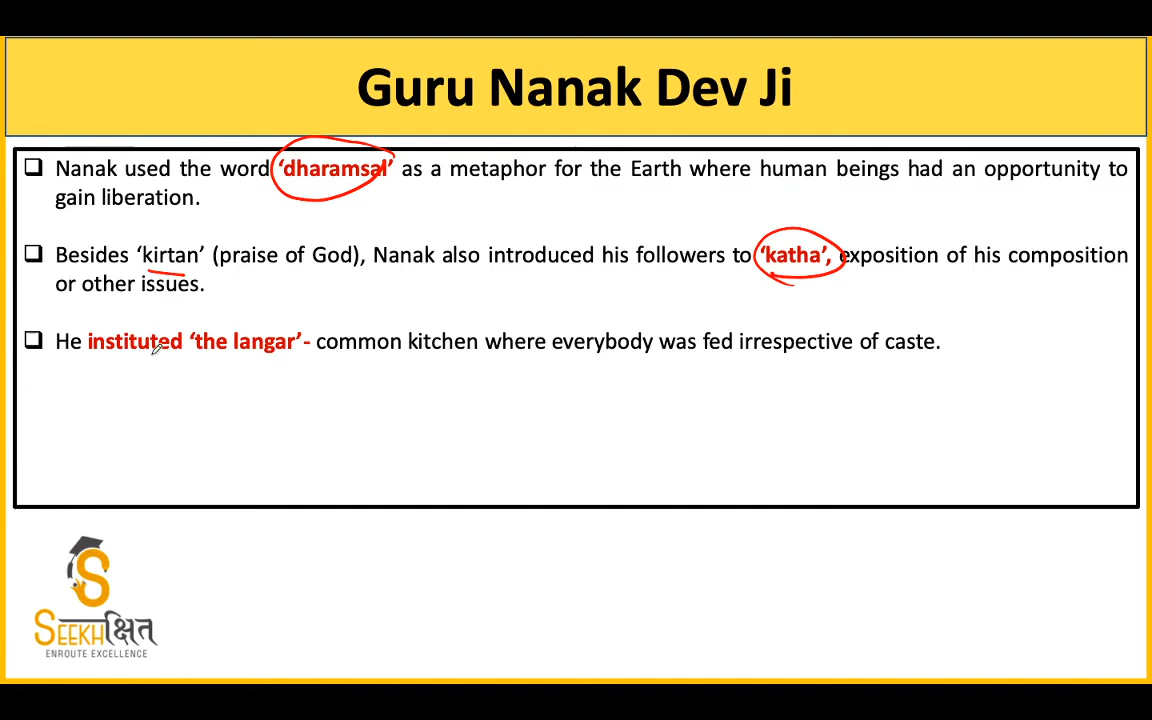 Guru Nanak Dev Ji
❑ Nanak used the word ‘dharamsal’ as a metaphor for the Earth where human beings had an opportunity to
gain liberation.
❑ Besides ‘kirtan’ (praise of God), Nanak also introduced his followers to ‘katha’, exposition of his composition
or other issues.
❑ He instituted ‘the langar’- common kitchen where everybody was fed irrespective of caste.
S
SEEKHक्षित
ENROUTE EXCELLENCE